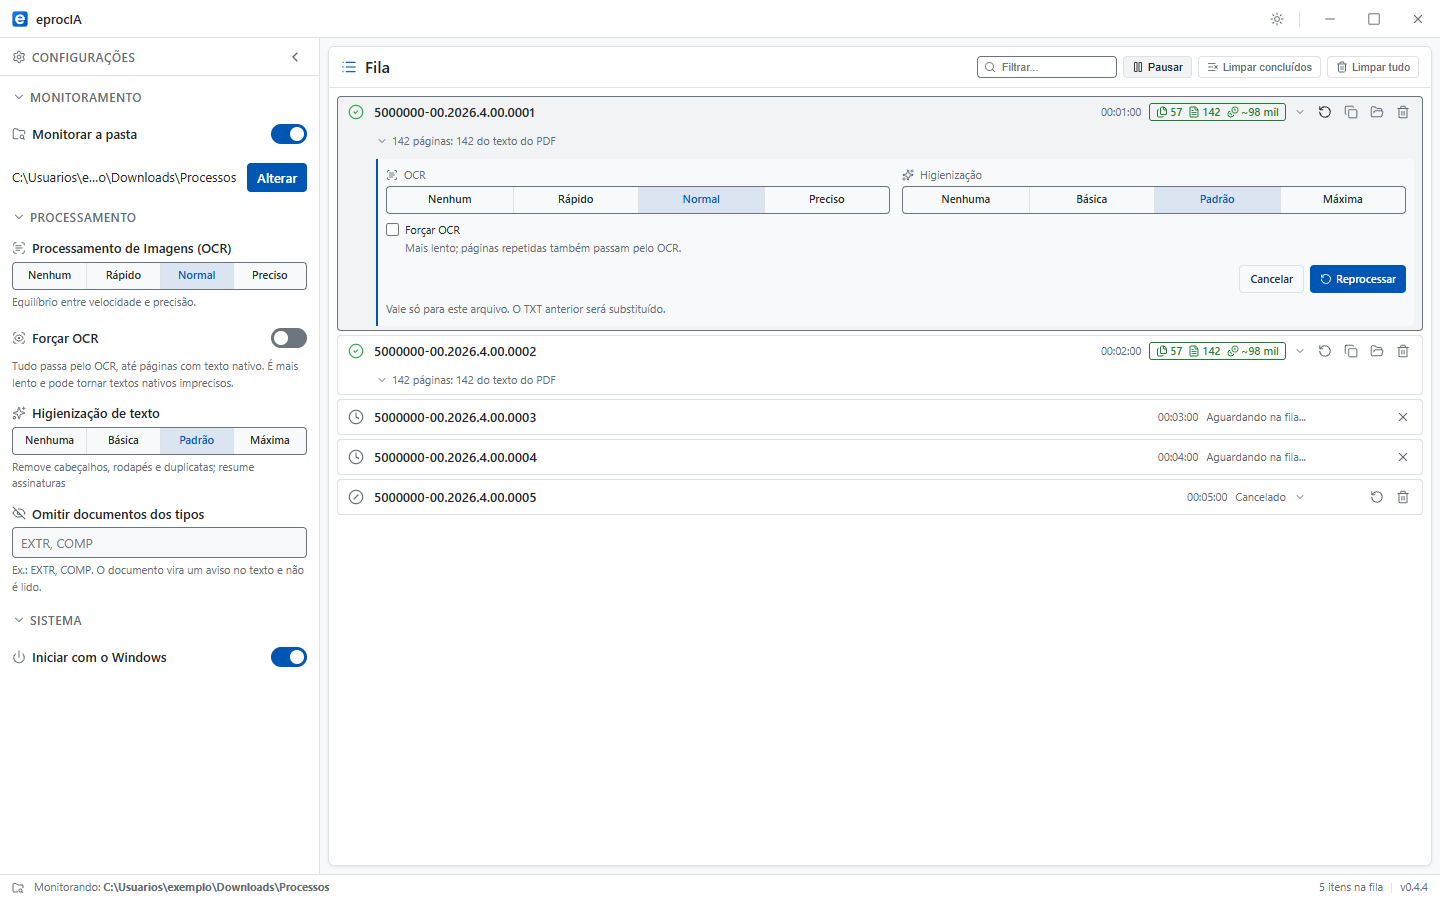 eprocIA
CONFIGURAÇÕES
MONITORAMENTO
Monitorar a pasta
C:\Usuarios\e...o\Downloads\Processos
Alterar
PROCESSAMENTO
Processamento de Imagens (OCR)
Nenhum
Rápido
Normal
Preciso
Equilíbrio entre velocidade e precisão.
Forçar OCR
Tudo passa pelo OCR, até páginas com texto nativo. É mais
lento e pode tornar textos nativos imprecisos.
Higienização de texto
Nenhuma
Básica
Padrão
Máxima
Remove cabeçalhos, rodapés e duplicatas; resume
assinaturas
Omitir documentos dos tipos
EXTR, COMP
Ex.: EXTR, COMP. O documento vira um aviso no texto e não
é lido.
SISTEMA
Iniciar com o Windows
Fila
Filtrar...
Pausar
Limpar concluídos
Limpar tudo
5000000-00.2026.4.00.0001
00:01:00 57 142 ~98 mil
142 páginas: 142 do texto do PDF
OCR
Nenhum
Rápido
Normal
Preciso
Higienização
Nenhuma
Básica
Padrão
Máxima
Forçar OCR
Mais lento; páginas repetidas também passam pelo OCR.
Cancelar
Reprocessar
Vale só para este arquivo. O TXT anterior será substituído.
5000000-00.2026.4.00.0002
00:02:00 57 142 ~98 mil
142 páginas: 142 do texto do PDF
5000000-00.2026.4.00.0003
00:03:00 Aguardando na fila...
5000000-00.2026.4.00.0004
00:04:00 Aguardando na fila...
5000000-00.2026.4.00.0005
00:05:00 Cancelado
Monitorando: C:\Usuarios\exemplo\Downloads\Processos
5 itens na fila
v0.4.4